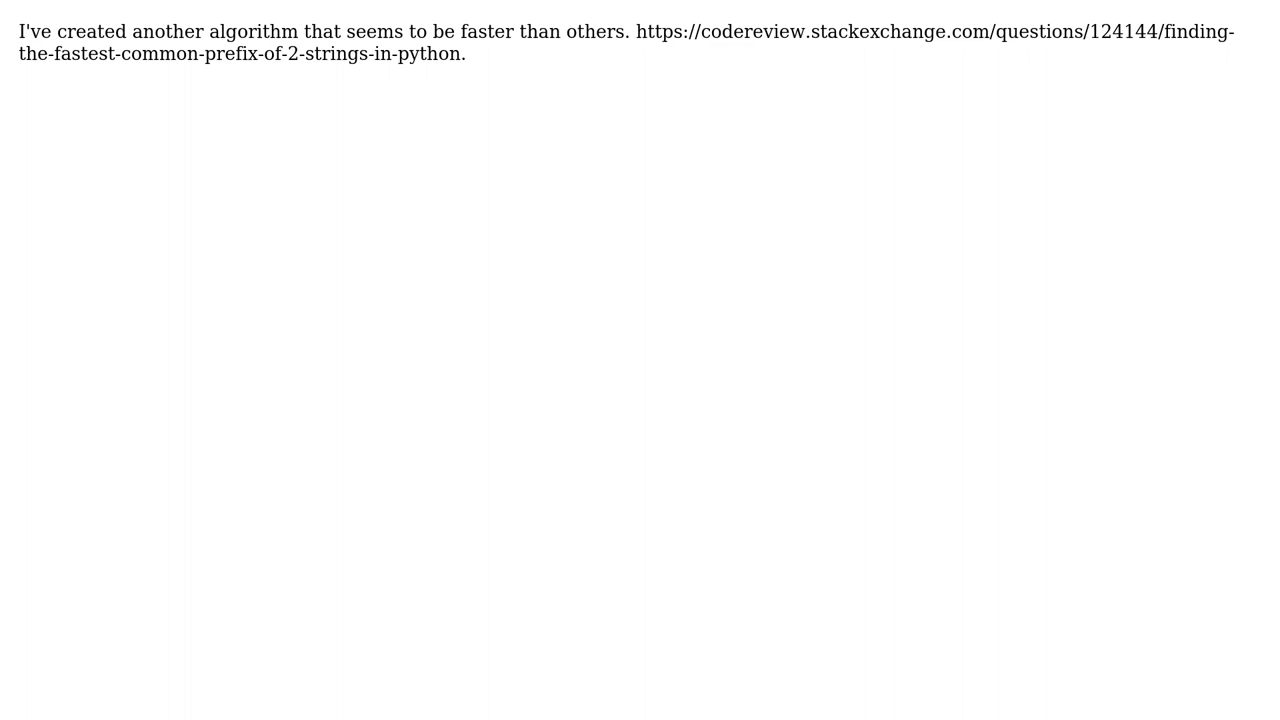 I've created another algorithm that seems to be faster than others. https://codereview.stackexchange.com/questions/124144/finding-
the-fastest-common-prefix-of-2-strings-in-python.